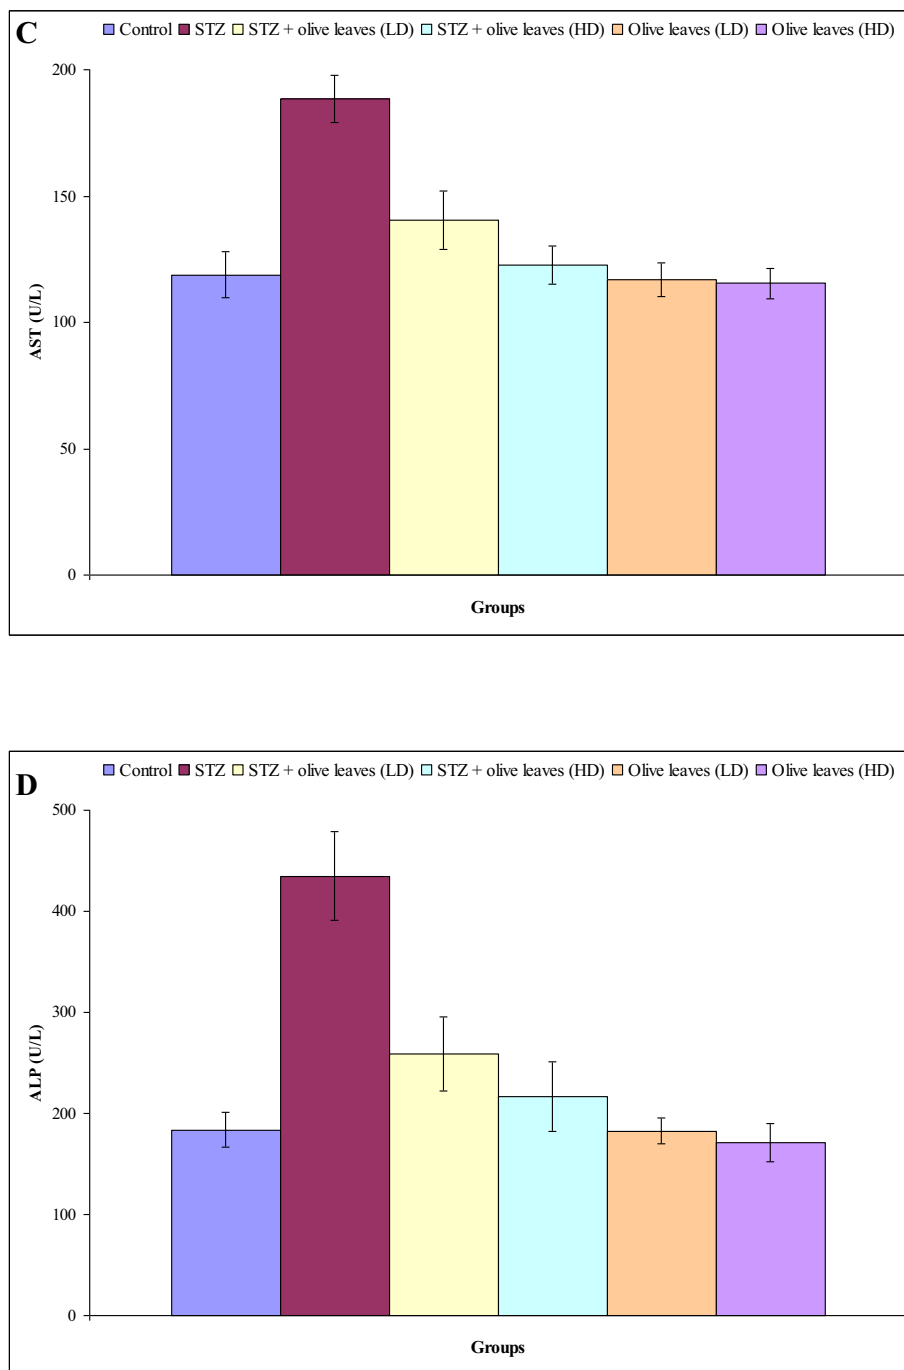 C
Control STZ STZ + olive leaves (LD) STZ + olive leaves (HD) Olive leaves (LD) Olive leaves (HD)
200
150
100
50
0
AST (U/L)
Groups
D
Control STZ STZ + olive leaves (LD) STZ + olive leaves (HD) Olive leaves (LD) Olive leaves (HD)
500
400
300
200
100
0
ALP (U/L)
Groups